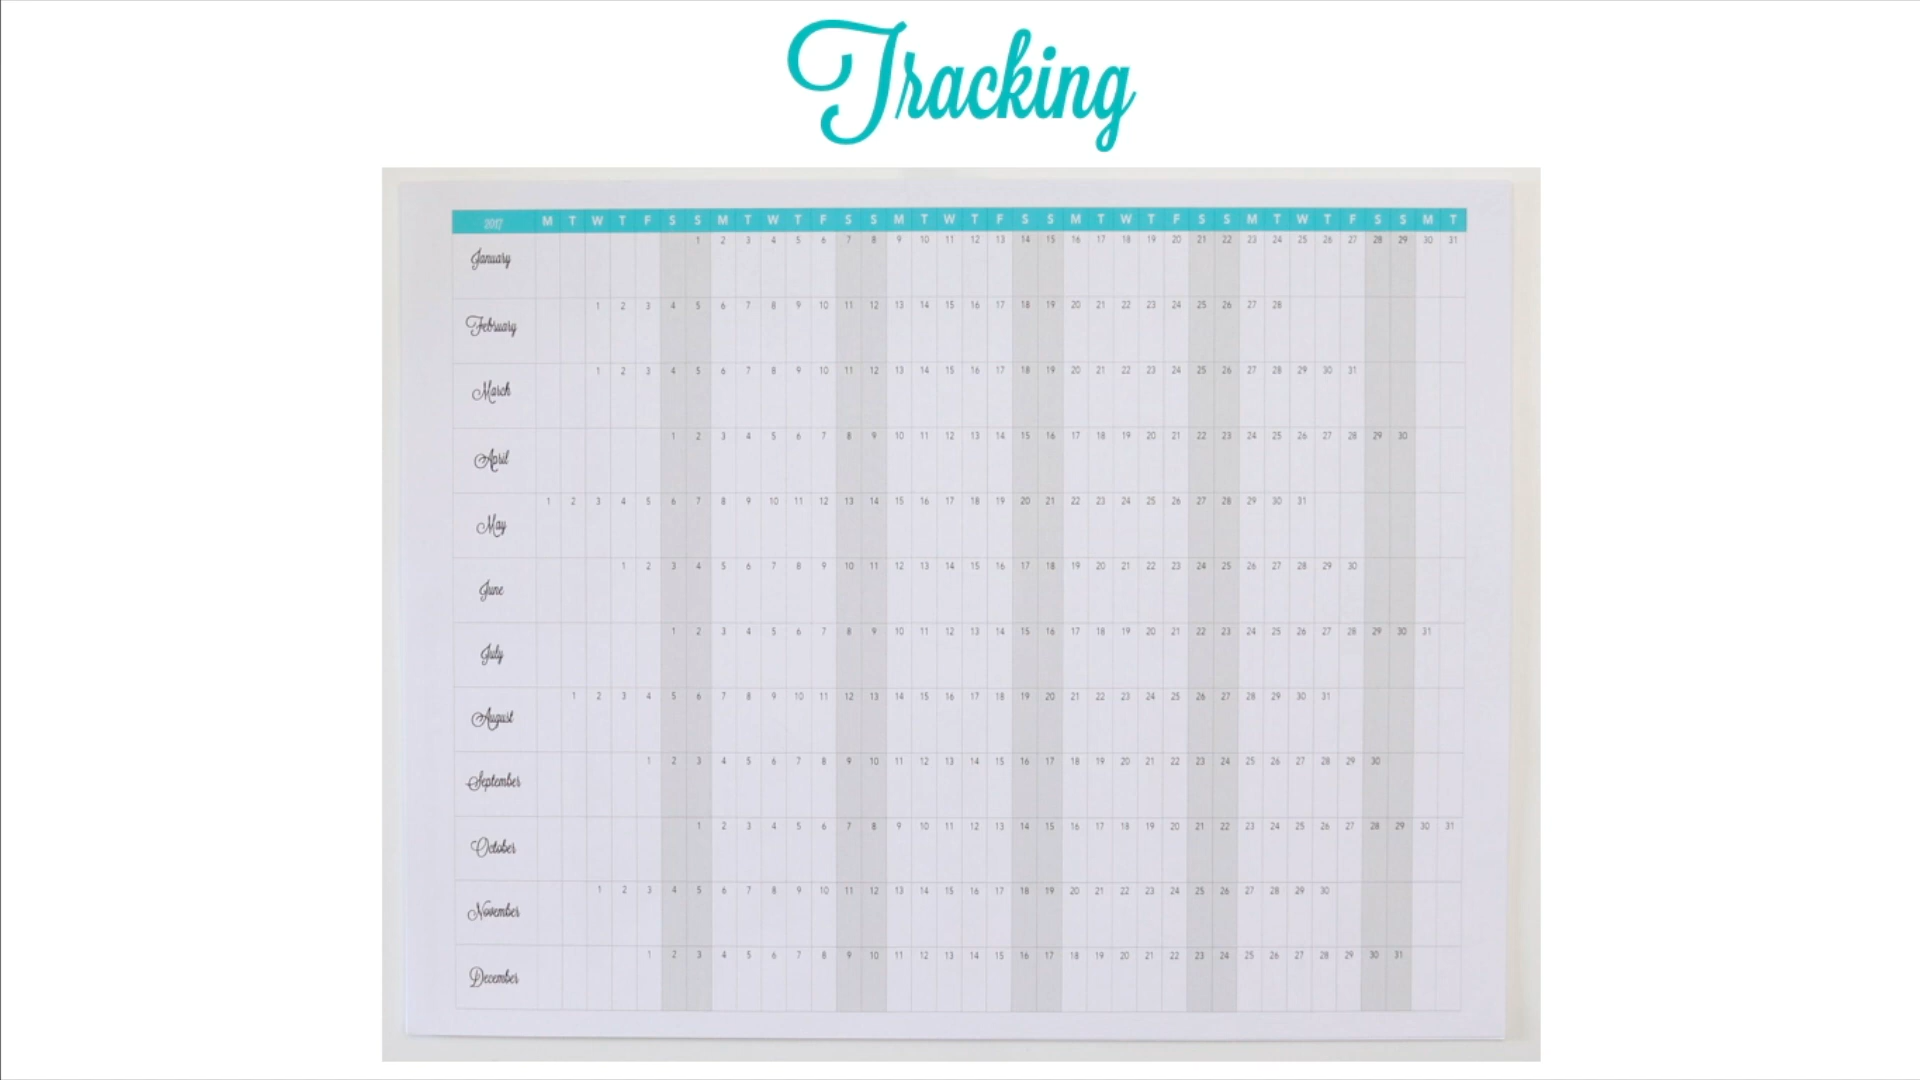 Tracking
2017 M T W T F S S M T W T F S S M T W T F S S M T W T F S S M T W T F S S M T
January 1 2 3 4 5 6 7 8 9 10 11 12 13 14 15 16 17 18 19 20 21 22 23 24 25 26 27 28 29 30 31
February 1 2 3 4 5 6 7 8 9 10 11 12 13 14 15 16 17 18 19 20 21 22 23 24 25 26 27 28
March 1 2 3 4 5 6 7 8 9 10 11 12 13 14 15 16 17 18 19 20 21 22 23 24 25 26 27 28 29 30 31
April 1 2 3 4 5 6 7 8 9 10 11 12 13 14 15 16 17 18 19 20 21 22 23 24 25 26 27 28 29 30
May 1 2 3 4 5 6 7 8 9 10 11 12 13 14 15 16 17 18 19 20 21 22 23 24 25 26 27 28 29 30 31
June 1 2 3 4 5 6 7 8 9 10 11 12 13 14 15 16 17 18 19 20 21 22 23 24 25 26 27 28 29 30
July 1 2 3 4 5 6 7 8 9 10 11 12 13 14 15 16 17 18 19 20 21 22 23 24 25 26 27 28 29 30 31
August 1 2 3 4 5 6 7 8 9 10 11 12 13 14 15 16 17 18 19 20 21 22 23 24 25 26 27 28 29 30 31
September 1 2 3 4 5 6 7 8 9 10 11 12 13 14 15 16 17 18 19 20 21 22 23 24 25 26 27 28 29 30
October 1 2 3 4 5 6 7 8 9 10 11 12 13 14 15 16 17 18 19 20 21 22 23 24 25 26 27 28 29 30 31
November 1 2 3 4 5 6 7 8 9 10 11 12 13 14 15 16 17 18 19 20 21 22 23 24 25 26 27 28 29 30
December 1 2 3 4 5 6 7 8 9 10 11 12 13 14 15 16 17 18 19 20 21 22 23 24 25 26 27 28 29 30 31